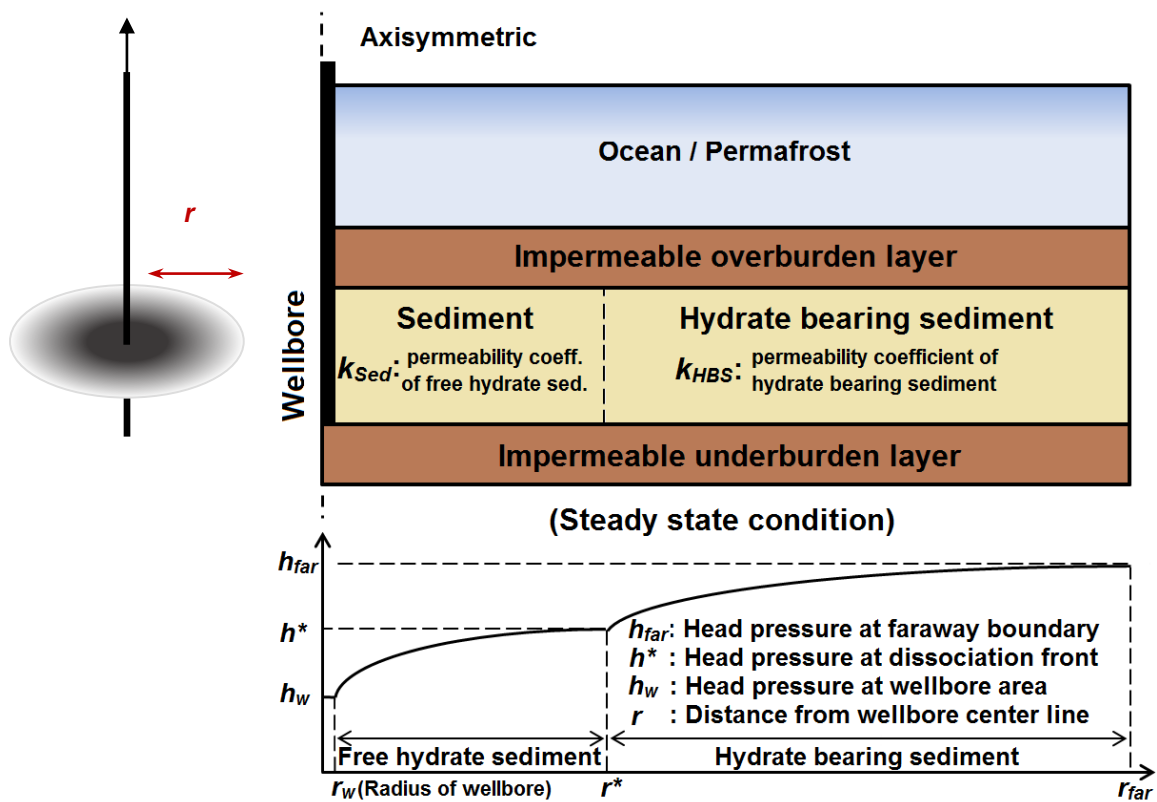 Axisymmetric
r
Ocean / Permafrost
Impermeable overburden layer
Wellbore
Sediment
kSed: permeability coeff.
of free hydrate sed.
Hydrate bearing sediment
kHBS: permeability coefficient of
hydrate bearing sediment
Impermeable underburden layer
(Steady state condition)
hfar
h*
hw
hfar: Head pressure at faraway boundary
h* : Head pressure at dissociation front
hw : Head pressure at wellbore area
r : Distance from wellbore center line
Free hydrate sediment
Hydrate bearing sediment
rw (Radius of wellbore)
r*
rfar